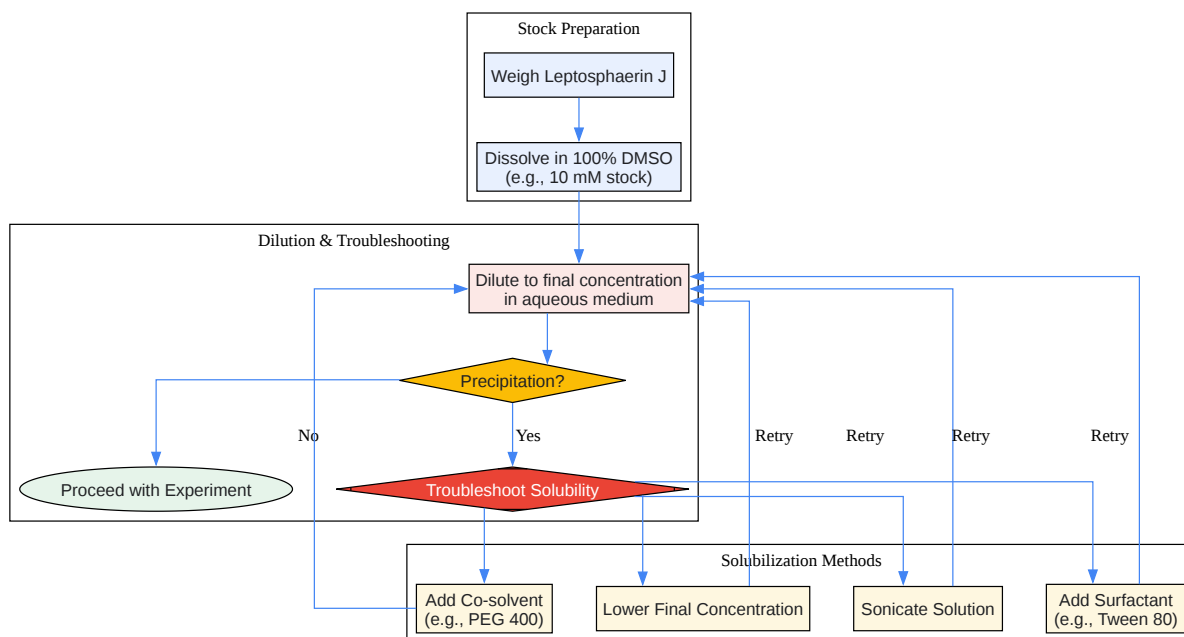 Stock Preparation
Weigh Leptosphaerin J
Dissolve in 100% DMSO
(e.g., 10 mM stock)
Dilution & Troubleshooting
Dilute to final concentration
in aqueous medium
Precipitation?
No
Yes
Retry
Retry
Retry
Retry
Proceed with Experiment
Troubleshoot Solubility
Solubilization Methods
Add Co-solvent
(e.g., PEG 400)
Lower Final Concentration
Sonicate Solution
Add Surfactant
(e.g., Tween 80)